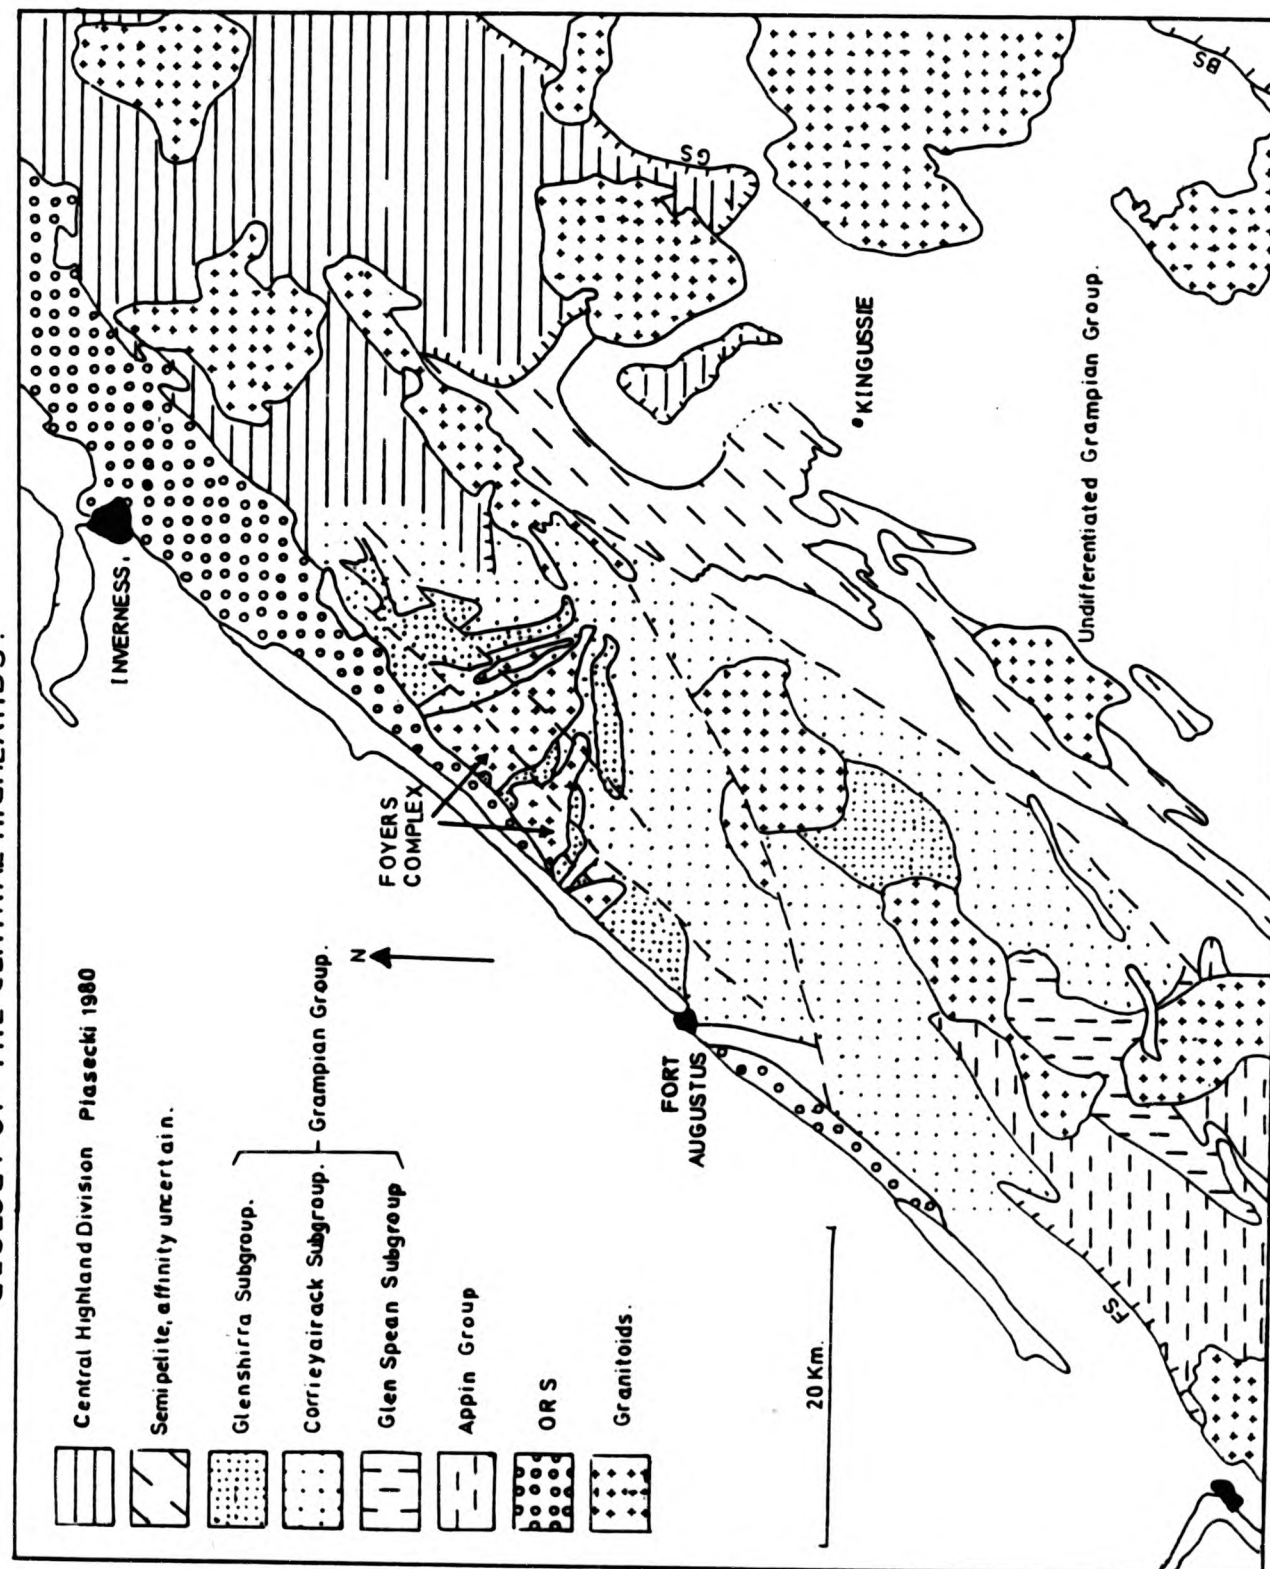 Central Highland Division Piasecki 1980
Semipelite, affinity uncertain.
Glenshirra Subgroup.
Corrieyairack Subgroup.
Grampian Group.
Glen Spean Subgroup
Appin Group
ORS
Granitoids.
20 Km.
N
INVERNESS
FOYERS
COMPLEX
FORT
AUGUSTUS
KINGUSSIE
Undifferentiated Grampian Group.
GS
BS
FS